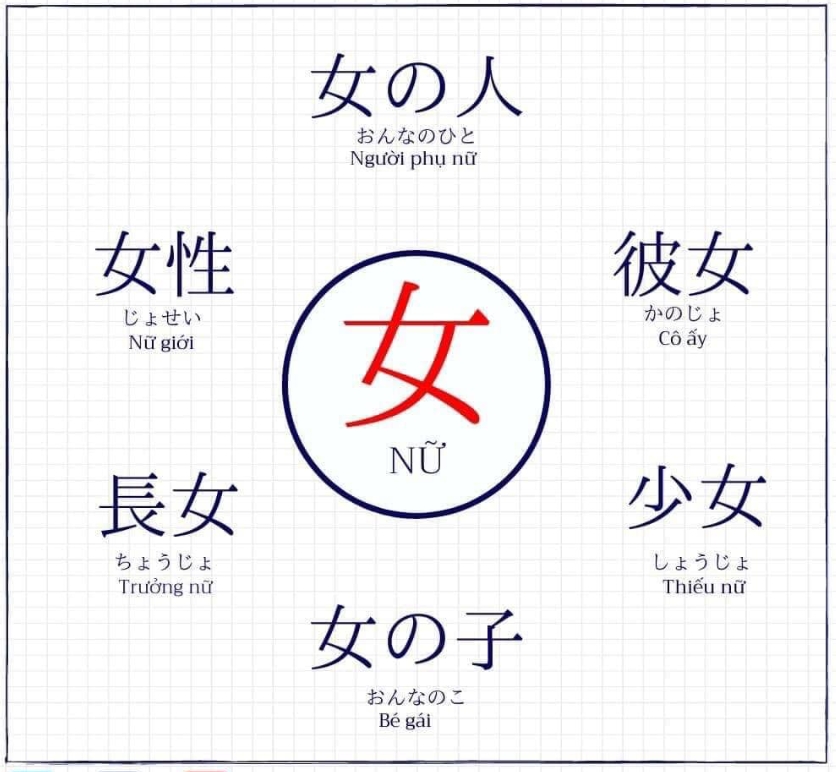 女の人
おんなのひと
Người phụ nữ
女性
じょせい
Nữ giới
彼女
かのじょ
Cô ấy
女
NỮ
長女
ちょうじょ
Trưởng nữ
少女
しょうじょ
Thiếu nữ
女の子
おんなのこ
Bé gái